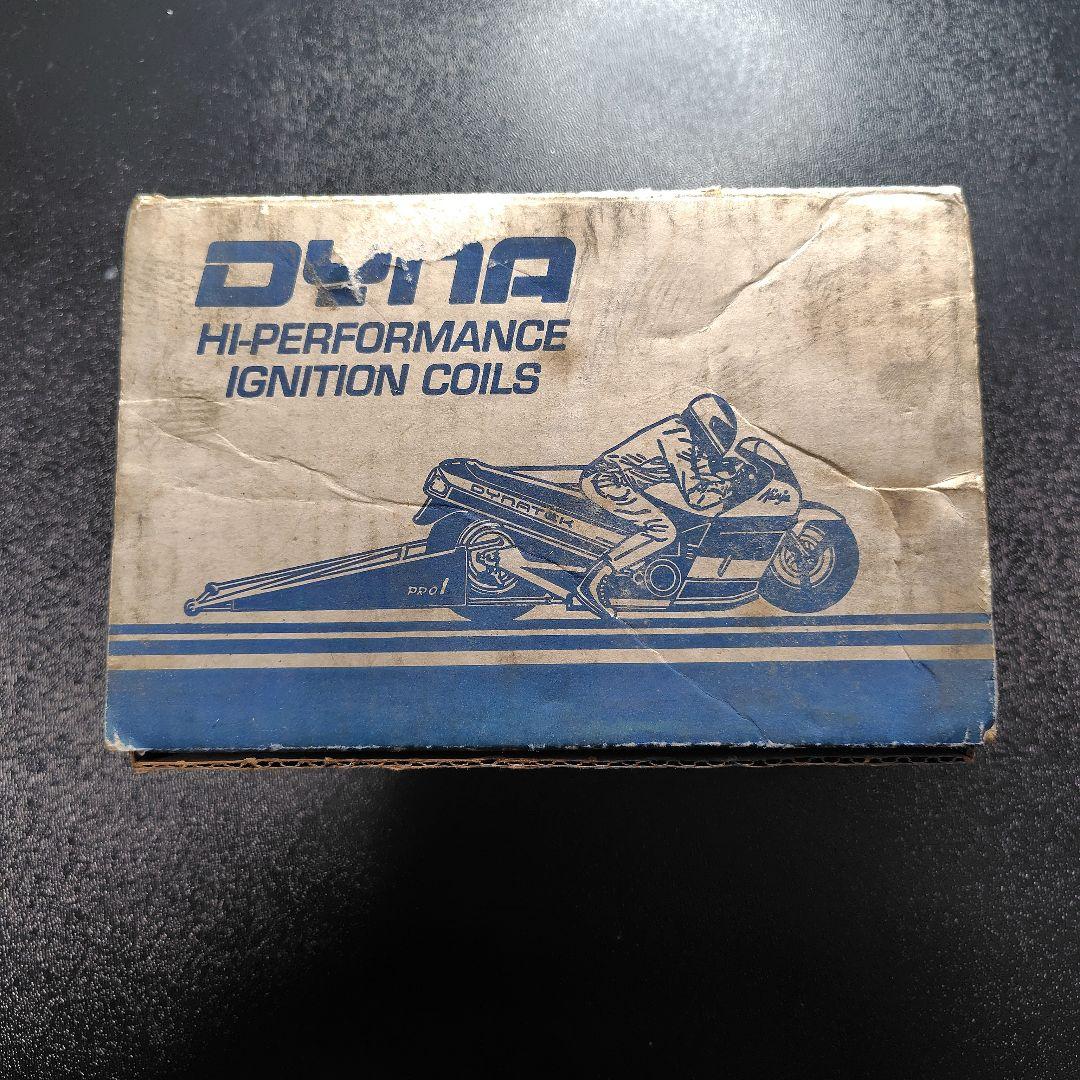 DYNA
HI-PERFORMANCE
IGNITION COILS
DYNATEK
Ninja
PRO 1